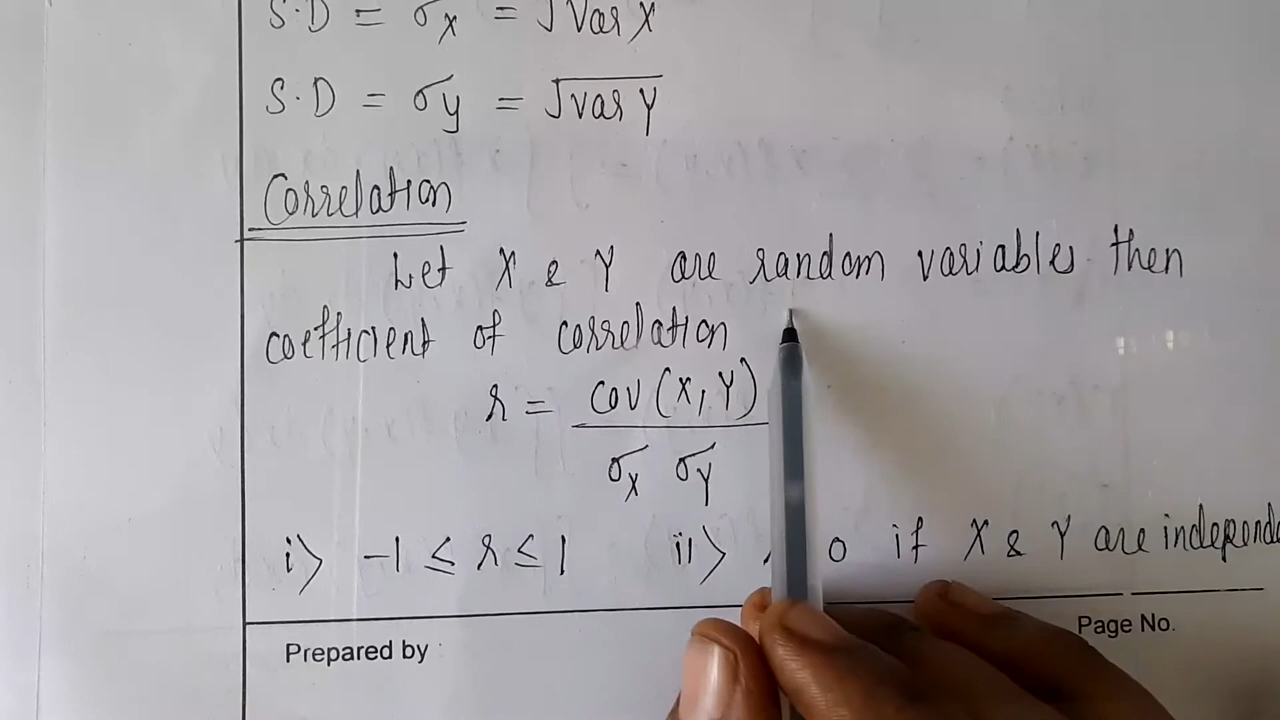 S.D = σx = √Var X
S.D = σy = √var Y
Correlation
Let X & Y are random variables then
coefficient of correlation
r = cov(X, Y)
σX σY
i> -1 ≤ r ≤ 1 ii> 0 if X & Y are
Prepared by :
Page No.